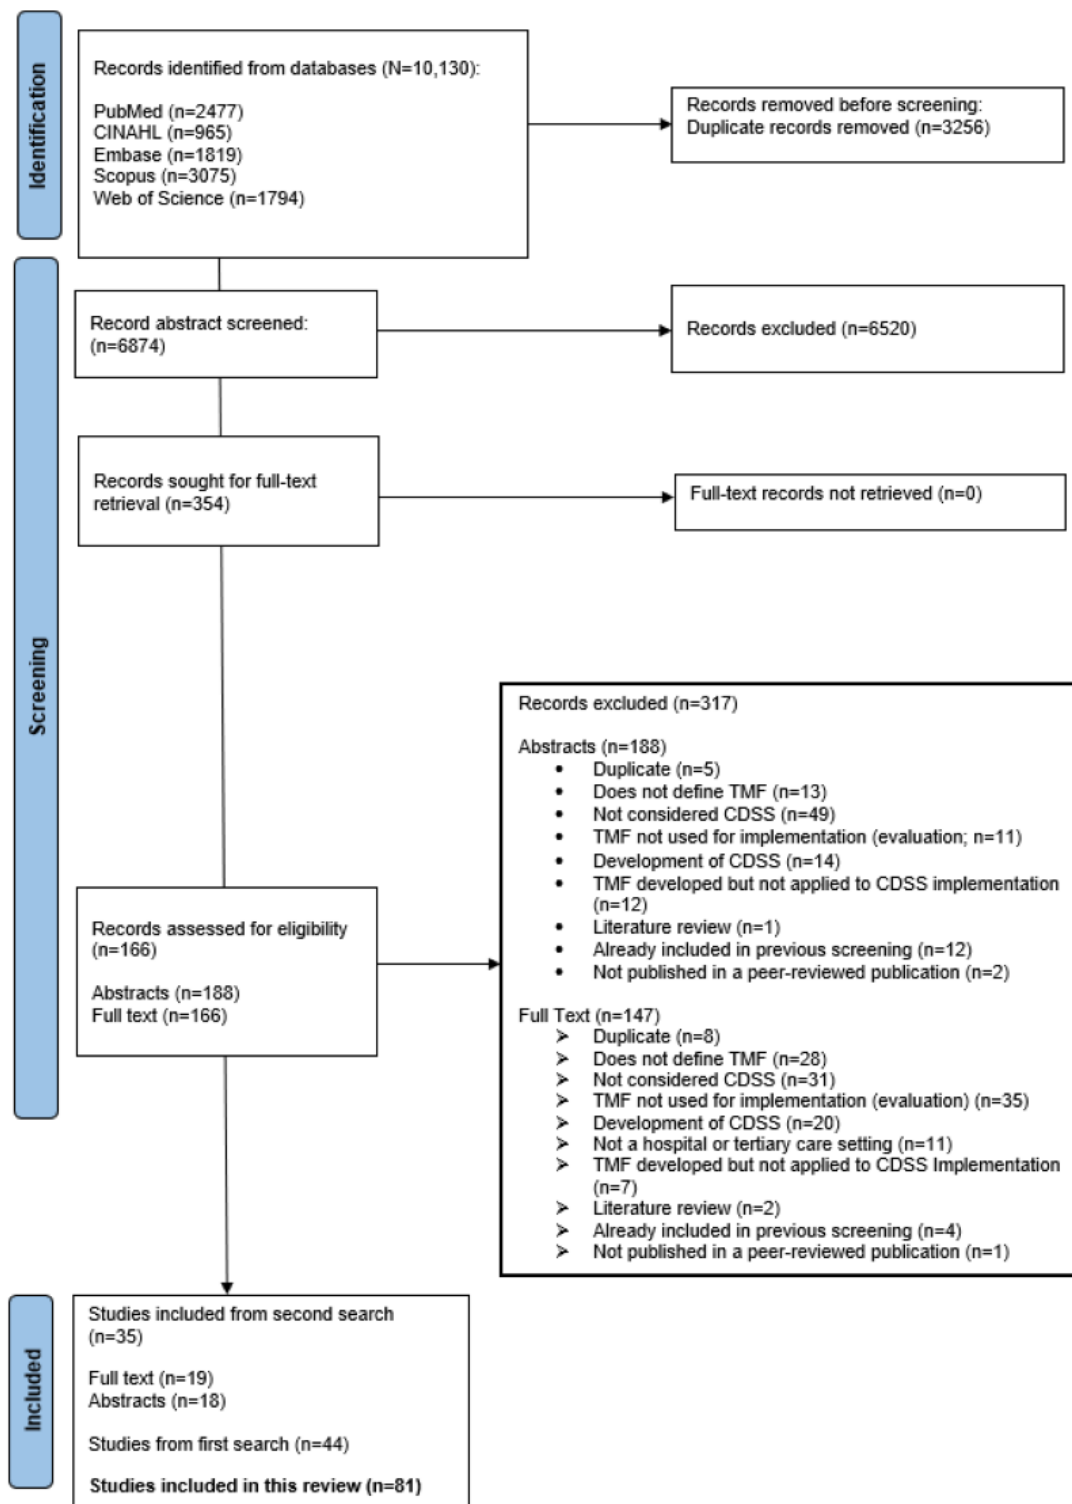 Identification
Records identified from databases (N=10,130):
PubMed (n=2477)
CINAHL (n=965)
Embase (n=1819)
Scopus (n=3075)
Web of Science (n=1794)
Records removed before screening:
Duplicate records removed (n=3256)
Screening
Record abstract screened:
(n=6874)
Records excluded (n=6520)
Records sought for full-text
retrieval (n=354)
Full-text records not retrieved (n=0)
Records assessed for eligibility
(n=166)
Abstracts (n=188)
Full text (n=166)
Records excluded (n=317)
Abstracts (n=188)
• Duplicate (n=5)
• Does not define TMF (n=13)
• Not considered CDSS (n=49)
• TMF not used for implementation (evaluation; n=11)
• Development of CDSS (n=14)
• TMF developed but not applied to CDSS implementation
(n=12)
• Literature review (n=1)
• Already included in previous screening (n=12)
• Not published in a peer-reviewed publication (n=2)
Full Text (n=147)
➢ Duplicate (n=8)
➢ Does not define TMF (n=28)
➢ Not considered CDSS (n=31)
➢ TMF not used for implementation (evaluation) (n=35)
➢ Development of CDSS (n=20)
➢ Not a hospital or tertiary care setting (n=11)
➢ TMF developed but not applied to CDSS Implementation
(n=7)
➢ Literature review (n=2)
➢ Already included in previous screening (n=4)
➢ Not published in a peer-reviewed publication (n=1)
Included
Studies included from second search
(n=35)
Full text (n=19)
Abstracts (n=18)
Studies from first search (n=44)
Studies included in this review (n=81)